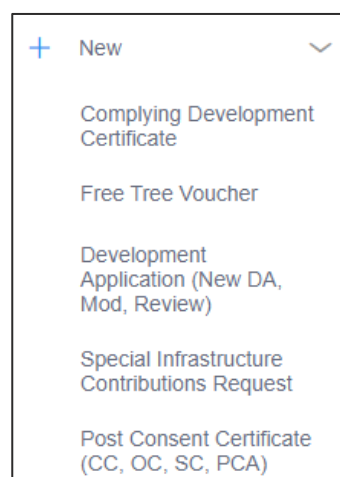 New
Complying Development
Certificate
Free Tree Voucher
Development
Application (New DA,
Mod, Review)
Special Infrastructure
Contributions Request
Post Consent Certificate
(CC, OC, SC, PCA)